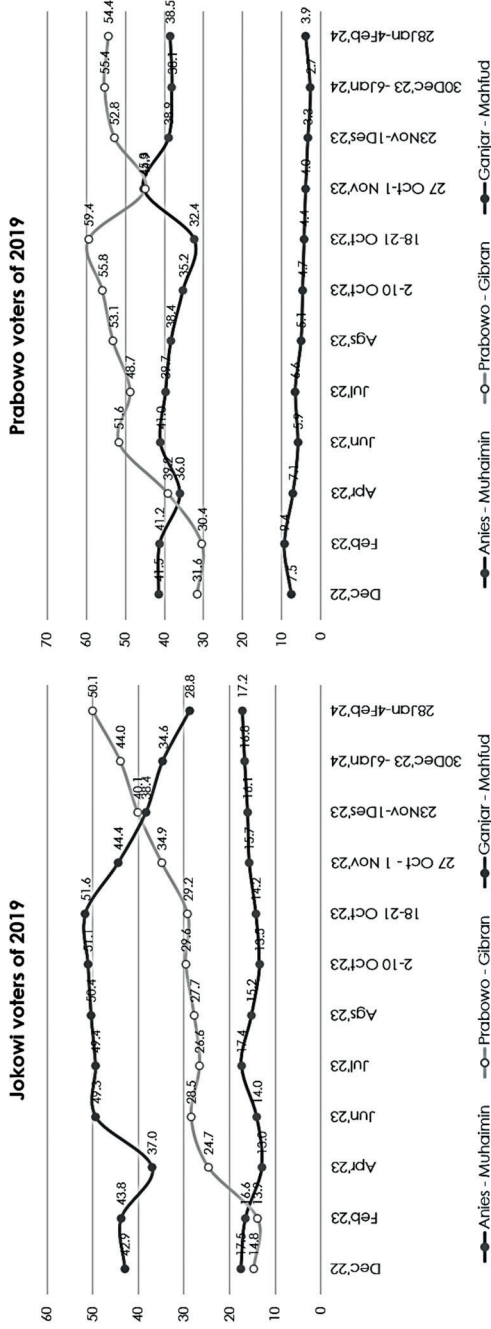 Jokowi voters of 2019
60
50
40
30
20
10
0
42.9 43.8 37.0 49.3 49.4 50.4 51.1 51.6 44.4 38.4 34.6 28.8
14.8 13.9 24.7 28.5 26.6 27.7 29.6 29.2 34.9 40.1 44.0 50.1
17.5 16.6 13.0 14.0 17.4 15.2 13.5 14.2 15.7 16.1 16.8 17.2
Dec'22
Feb'23
Apr'23
Jun'23
Jul'23
Ags'23
2-10 Oct'23
18-21 Oct'23
27 Oct - 1 Nov'23
23Nov-1Des'23
30Dec'23 -6Jan'24
28Jan-4Feb'24
Anies - Muhaimin Prabowo - Gibran Ganjar - Mahfud
Prabowo voters of 2019
70
60
50
40
30
20
10
0
31.6 30.4 39.2 51.6 48.7 53.1 55.8 59.4 52.8 55.4 54.4
41.5 41.2 36.0 41.0 39.7 38.4 35.2 32.4 38.9 38.1 38.5
7.5 9.4 7.1 5.9 6.6 5.1 4.7 4.4 4.0 3.3 2.7 3.9
Dec'22
Feb'23
Apr'23
Jun'23
Jul'23
Ags'23
2-10 Oct'23
18-21 Oct'23
27 Oct-1 Nov'23
23Nov-1Des'23
30Dec'23 -6Jan'24
28Jan-4Feb'24
Anies - Muhaimin Prabowo - Gibran Ganjar - Mahfud